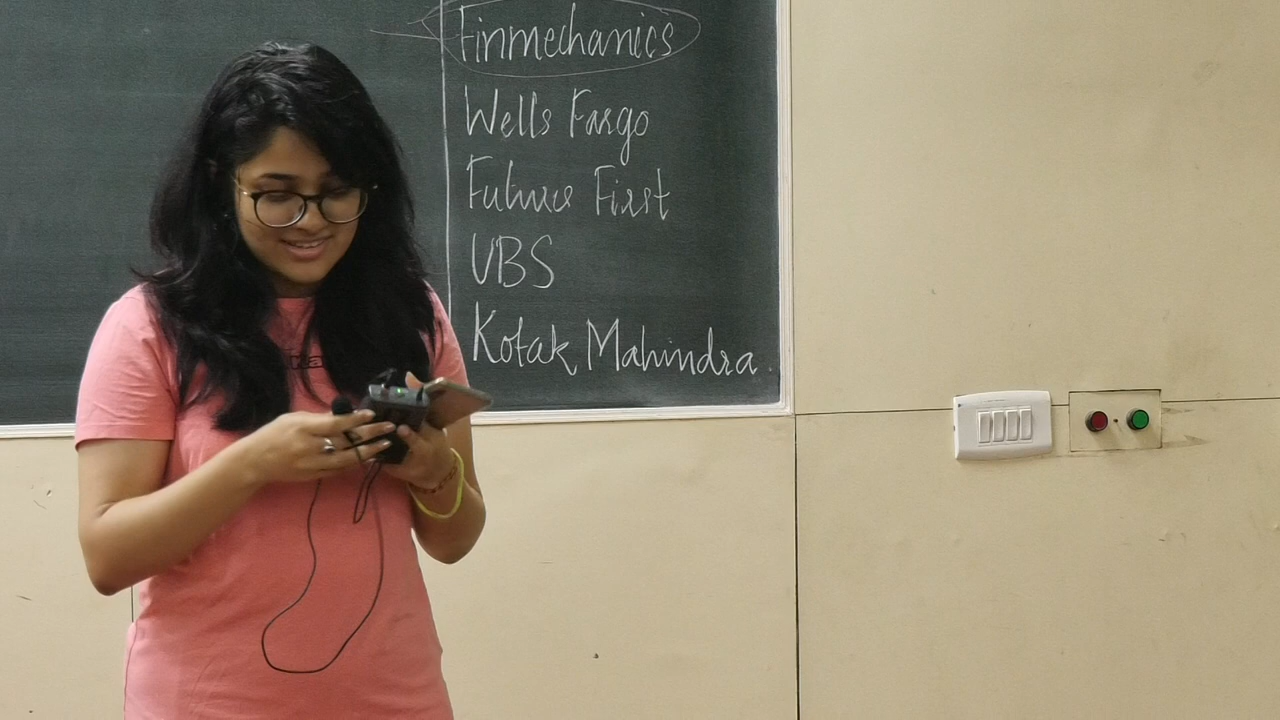 Finmechanics
Wells Fargo
Future First
UBS
Kotak Mahindra